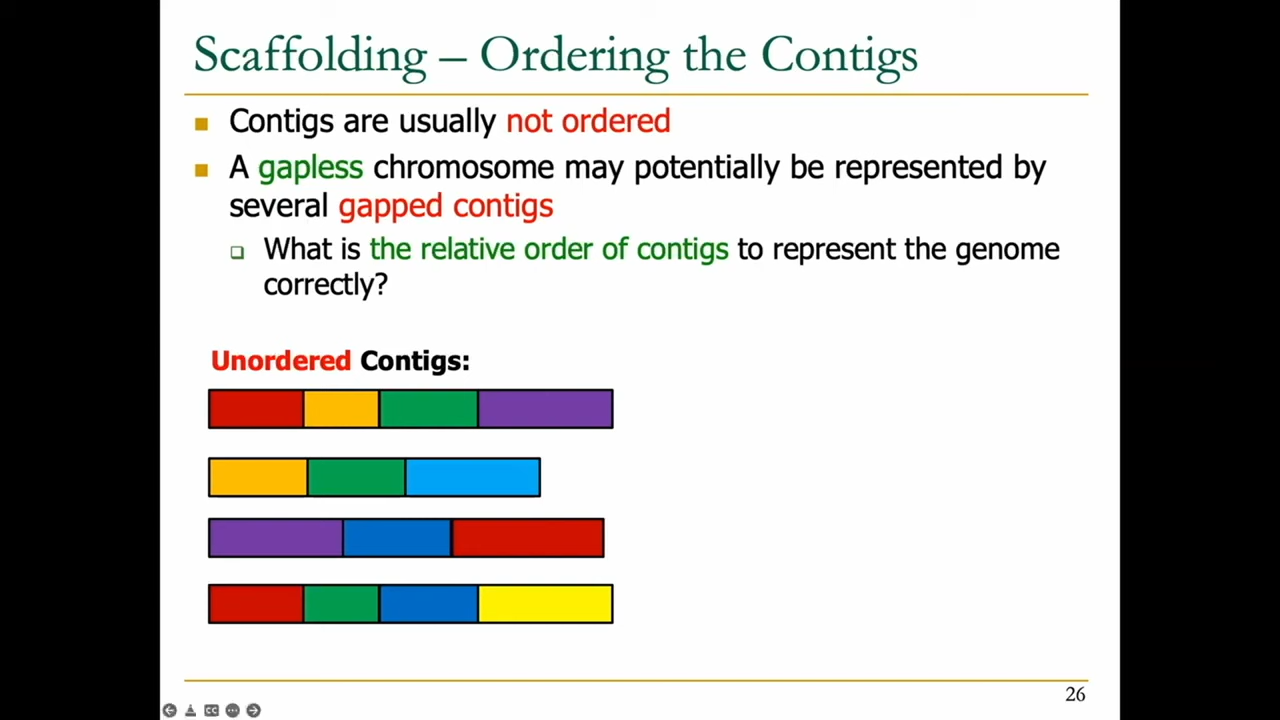 Scaffolding – Ordering the Contigs
Contigs are usually not ordered
A gapless chromosome may potentially be represented by
several gapped contigs
What is the relative order of contigs to represent the genome
correctly?
Unordered Contigs:
26
CC